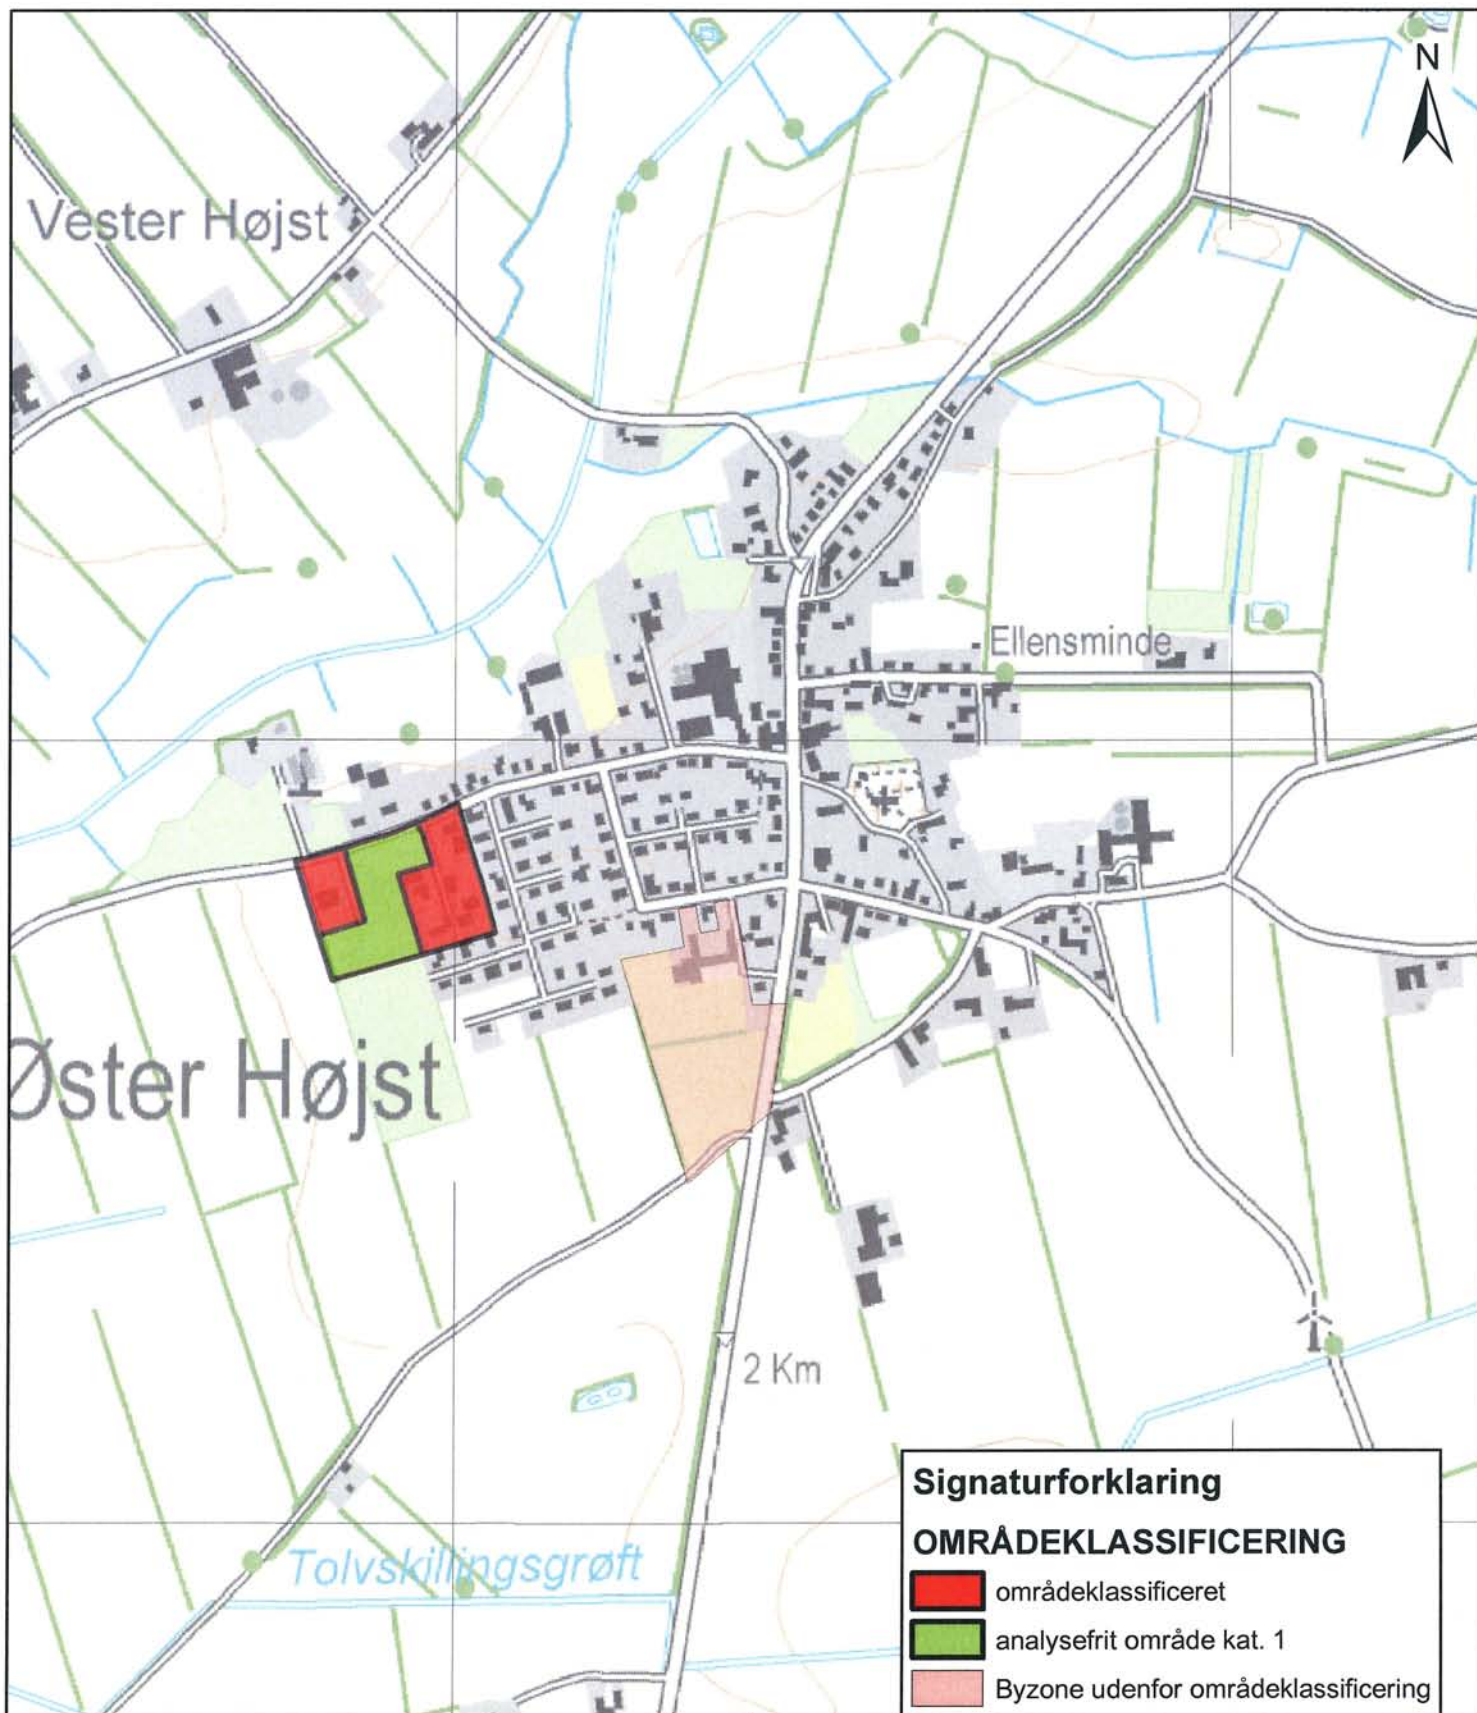 N
Vester Højst
Ellensminde
Øster Højst
2 Km
Tolvskillingsgrøft
Signaturforklaring
OMRÅDEKLASSIFICERING
områdeklassificeret
analysefrit område kat. 1
Byzone udenfor områdeklassificering